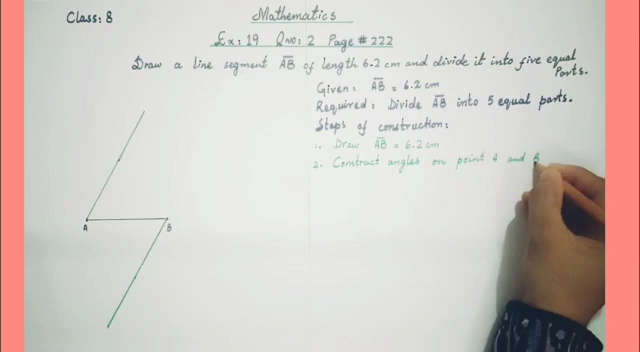 Class: 8
Mathematics
Ex: 19 Q No: 2 Page # 222
Draw a line segment AB of length 6.2 cm and divide it into five equal
Parts.
Given: AB = 6.2 cm
Required: Divide AB into 5 equal parts.
Steps of construction:
1. Draw AB = 6.2 cm
2. Construct angles on point A and B
A
B